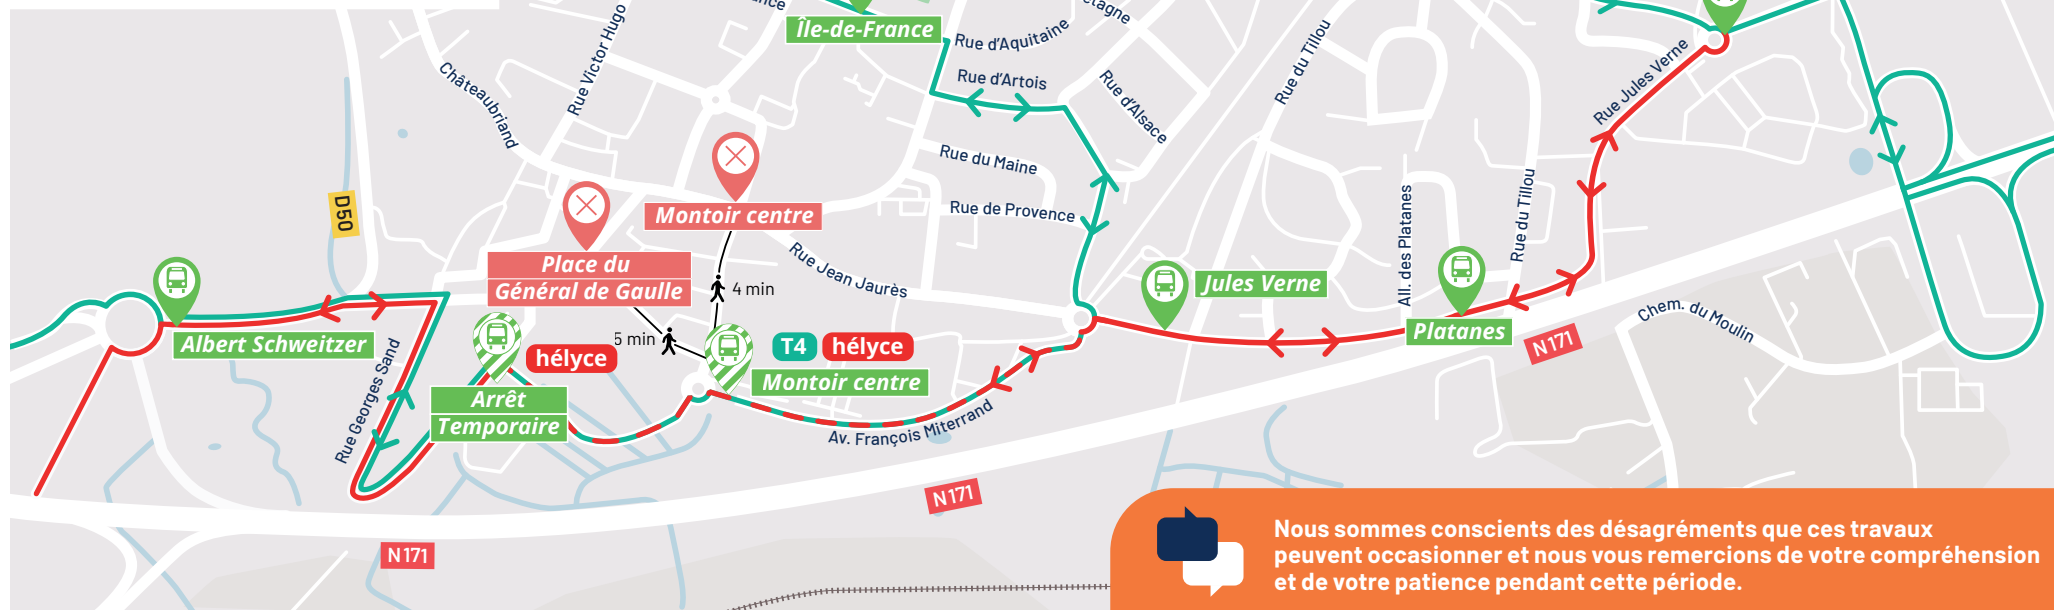 Rue Victor Hugo
Châteaubriand
Île-de-France
Rue d'Aquitaine
Rue d'Artois
Rue d'Alsace
Rue du Tillou
Rue Jules Verne
Rue du Maine
Rue de Provence
D50
Montoir centre
Place du
Général de Gaulle
Rue Jean Jaurès
4 min
5 min
All. des Platanes
Rue du Tillou
Jules Verne
Platanes
N171
Chem. du Moulin
Albert Schweitzer
Rue Georges Sand
hélyce
Arrêt
Temporaire
T4 hélyce
Montoir centre
Av. François Miterrand
N171
N171
Nous sommes conscients des désagréments que ces travaux
peuvent occasionner et nous vous remercions de votre compréhension
et de votre patience pendant cette période.